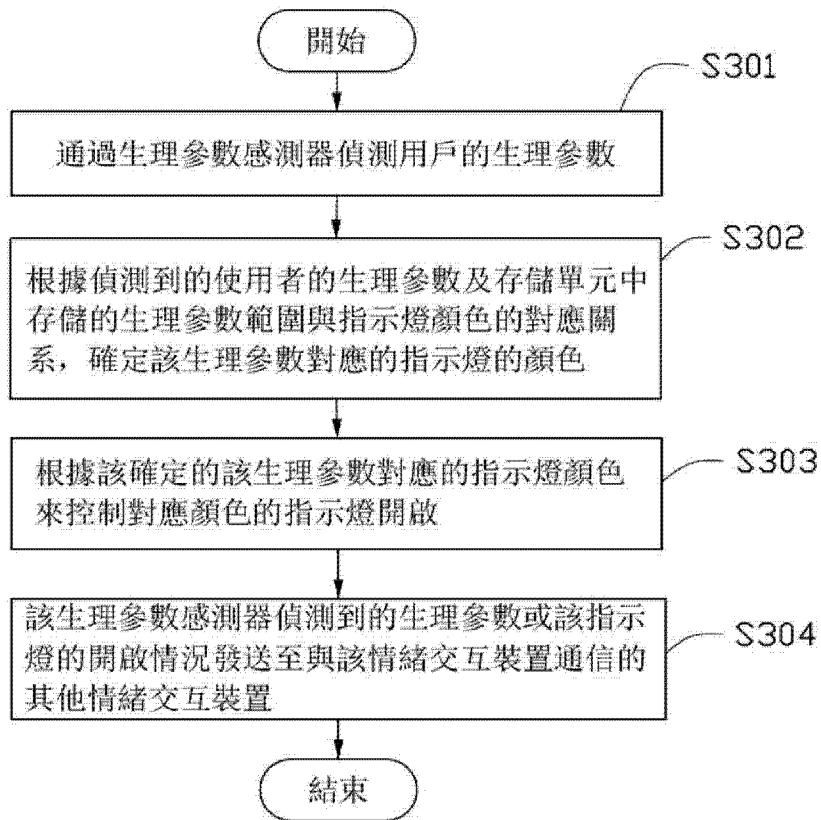 開始
S301
通過生理參數感測器偵測用戶的生理參數
S302
根據偵測到的使用者的生理參數及存儲單元中
存儲的生理參數範圍與指示燈顏色的對應關
系，確定該生理參數對應的指示燈的顏色
S303
根據該確定的該生理參數對應的指示燈顏色
來控制對應顏色的指示燈開啟
該生理參數感測器偵測到的生理參數或該指示
S304
燈的開啟情況發送至與該情緒交互裝置通信的
其他情緒交互裝置
結束